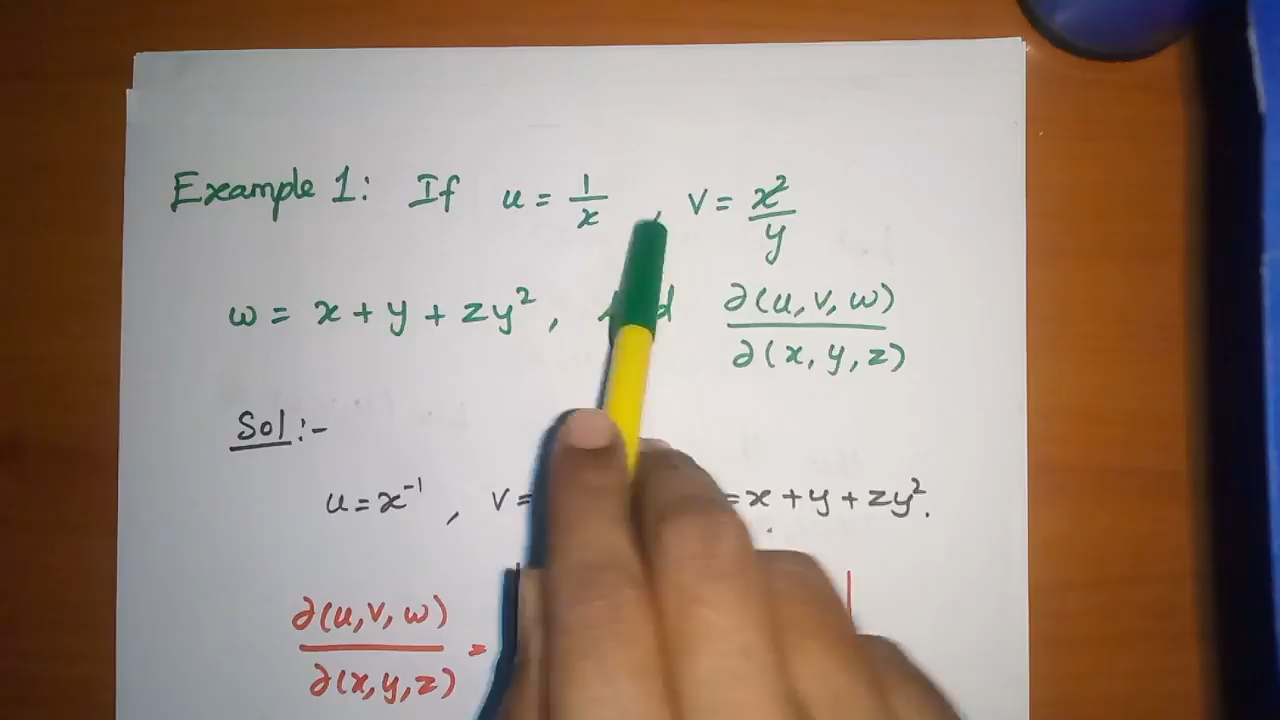 Example 1: If u = 1/x , v = x²/y
w = x + y + zy² , ∂(u, v, w)/∂(x, y, z)
Sol :-
u = x⁻¹ , v = = x + y + zy².
∂(u, v, w)/∂(x, y, z) =